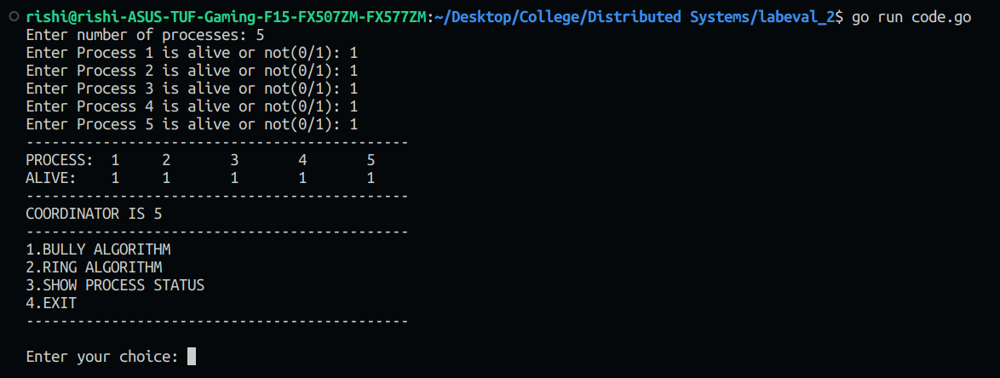 rishi@rishi-ASUS-TUF-Gaming-F15-FX507ZM-FX577ZM:~/Desktop/College/Distributed Systems/labeval_2$ go run code.go
Enter number of processes: 5
Enter Process 1 is alive or not(0/1): 1
Enter Process 2 is alive or not(0/1): 1
Enter Process 3 is alive or not(0/1): 1
Enter Process 4 is alive or not(0/1): 1
Enter Process 5 is alive or not(0/1): 1
---------------------------------------------
PROCESS:  1     2       3       4       5
ALIVE:    1     1       1       1       1
---------------------------------------------
COORDINATOR IS 5
---------------------------------------------
1.BULLY ALGORITHM
2.RING ALGORITHM
3.SHOW PROCESS STATUS
4.EXIT
---------------------------------------------
Enter your choice: